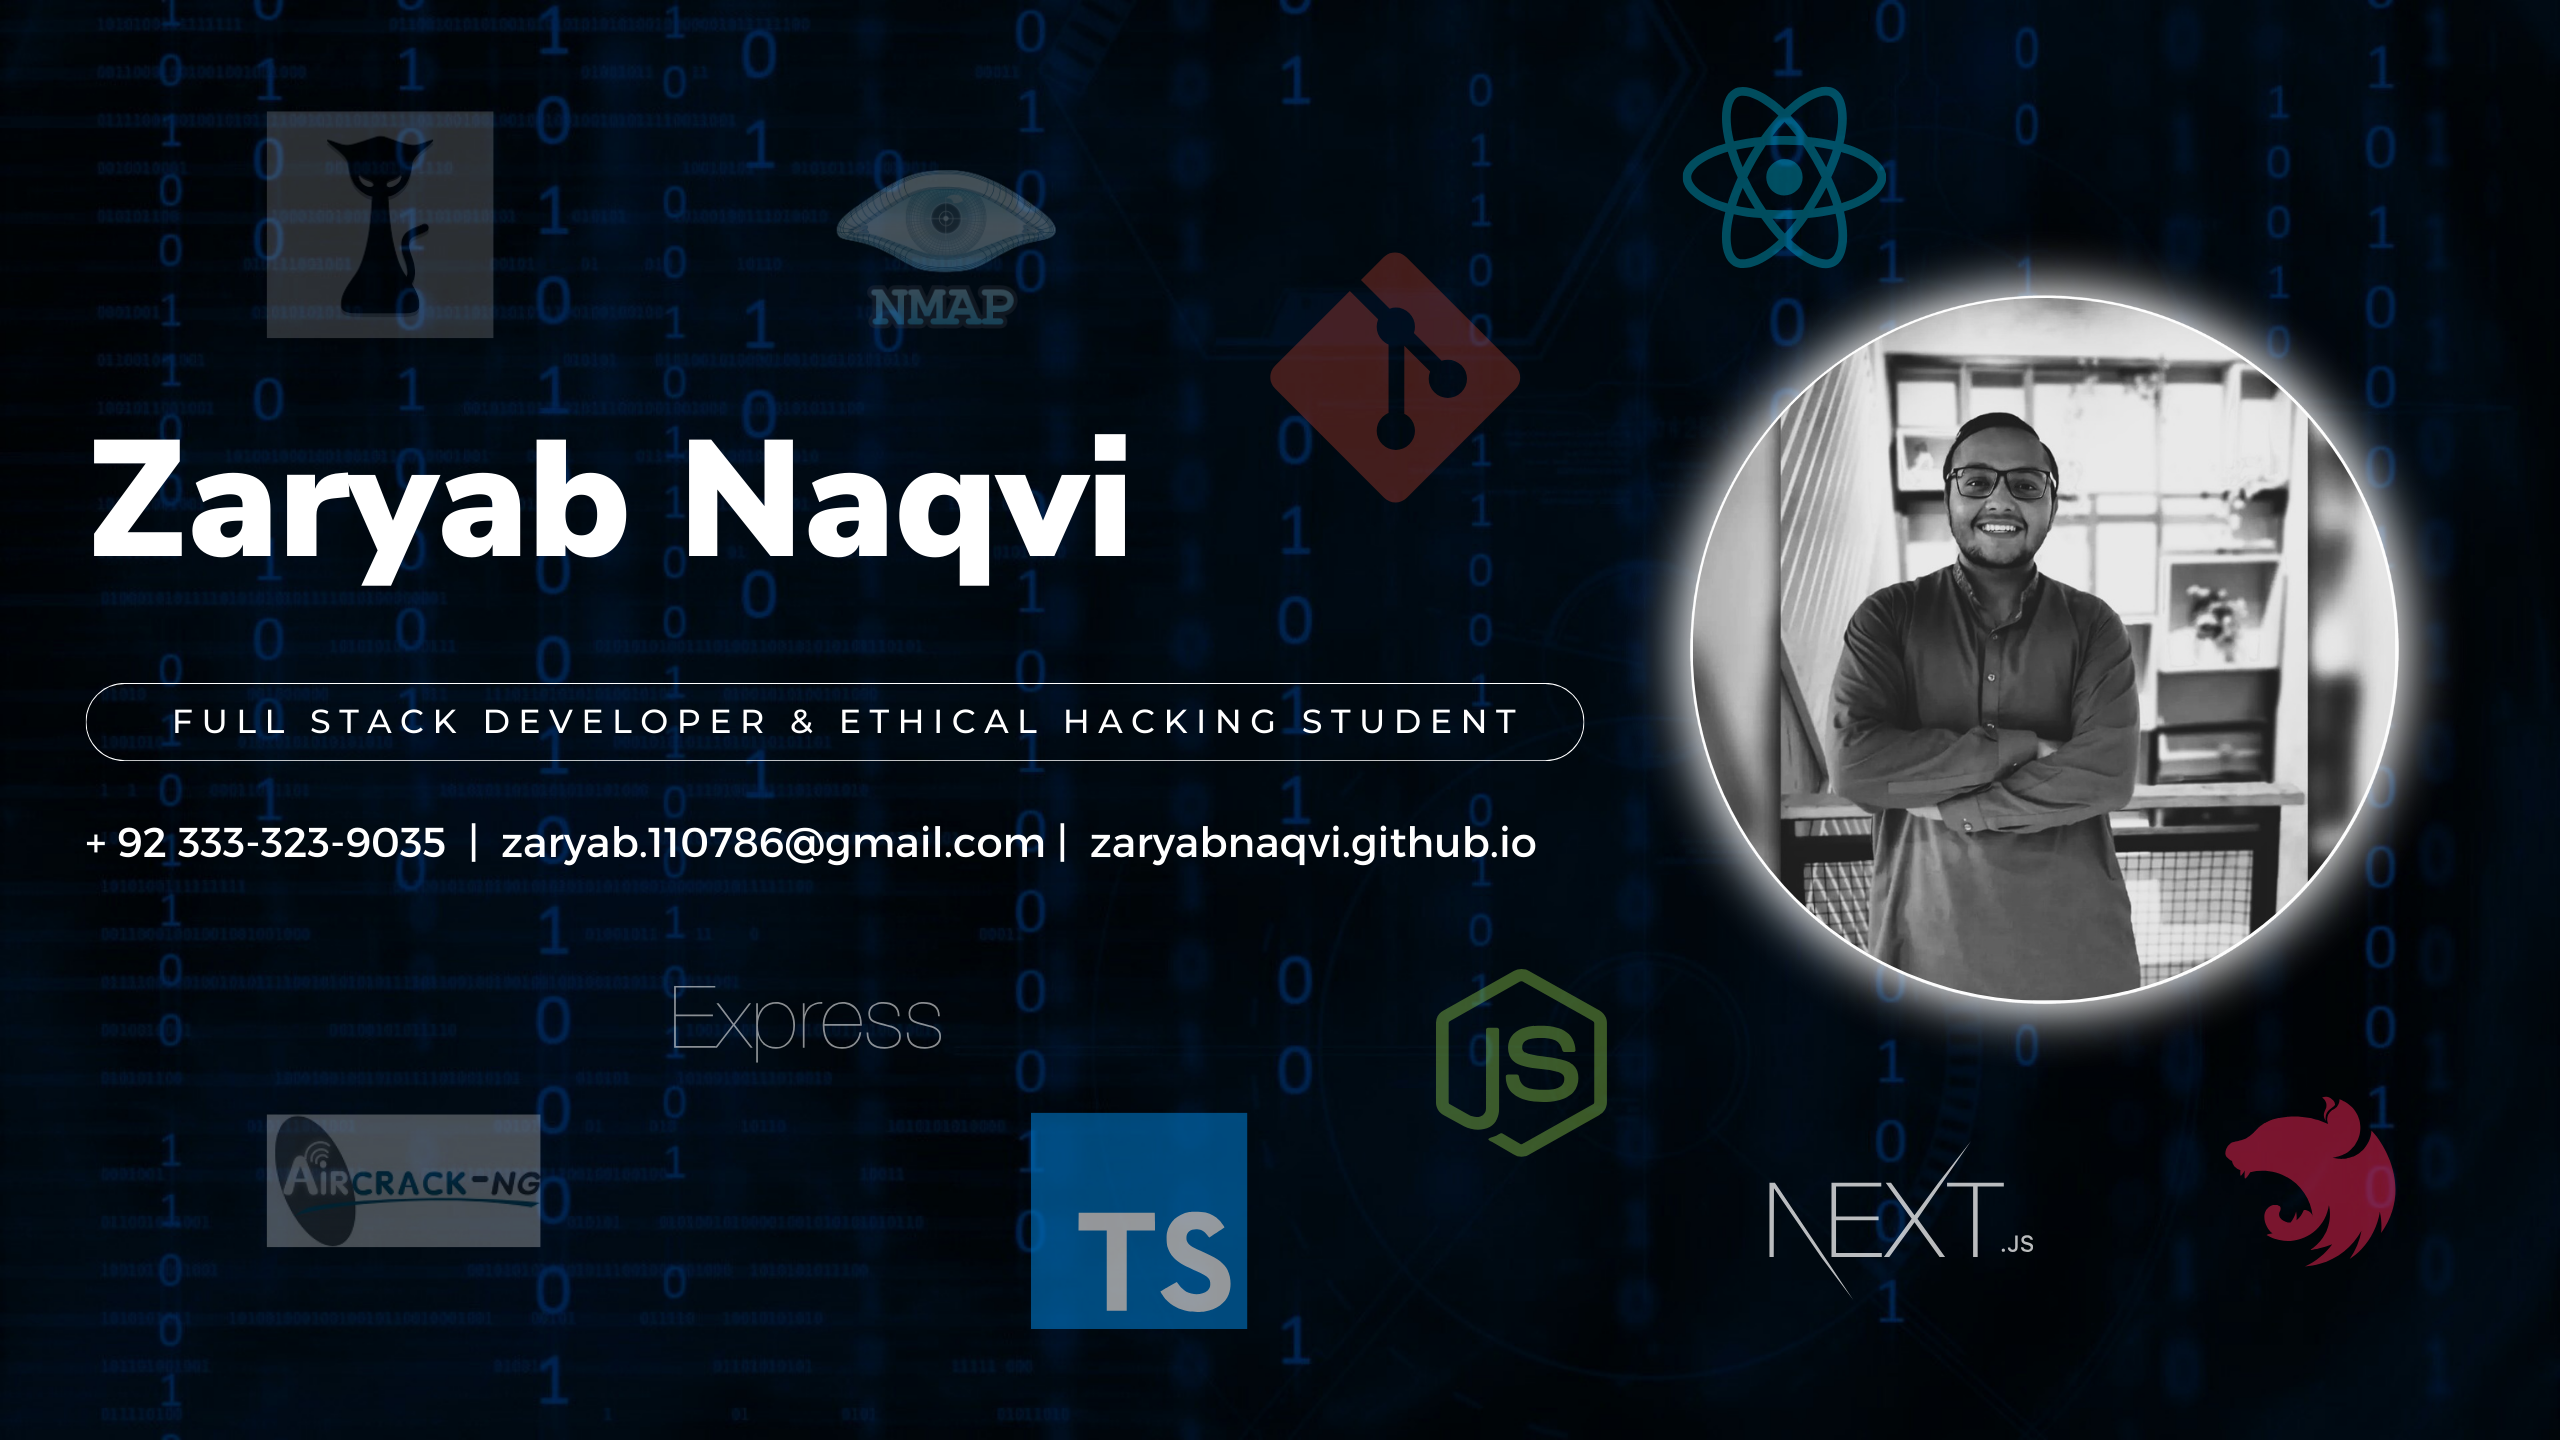 NMAP
Zaryab Naqvi
FULL STACK DEVELOPER & ETHICAL HACKING STUDENT
+ 92 333-323-9035 | zaryab.110786@gmail.com | zaryabnaqvi.github.io
Express
JS
AIRCRACK-NG
TS
NEXT.JS